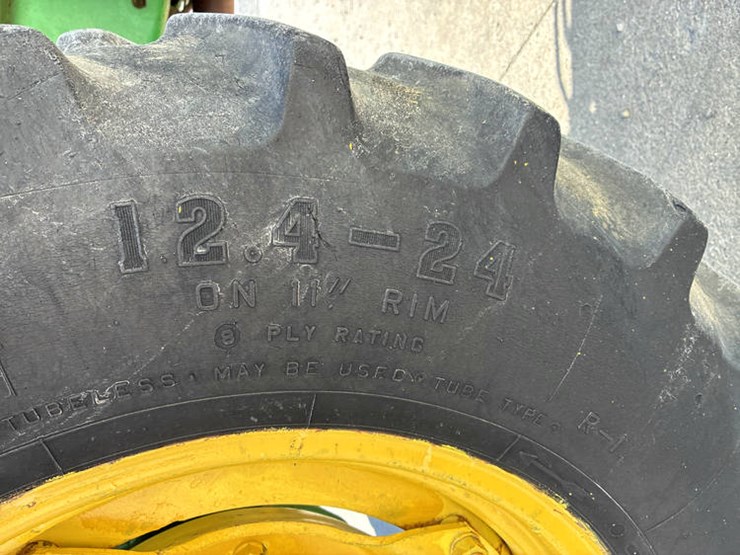 12.4-24
ON 11" RIM
8 PLY RATING
TUBELESS · MAY BE USED · TUBE TYPE · R-1